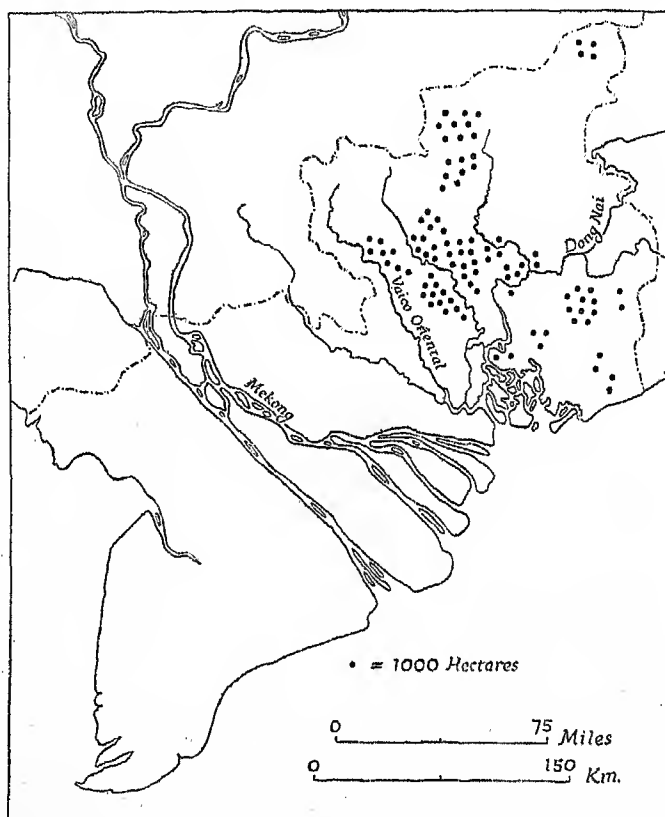 Dong Nai
Vaico Oriental
Mekong
• = 1000 Hectares
0 75 Miles
0 150 Km.